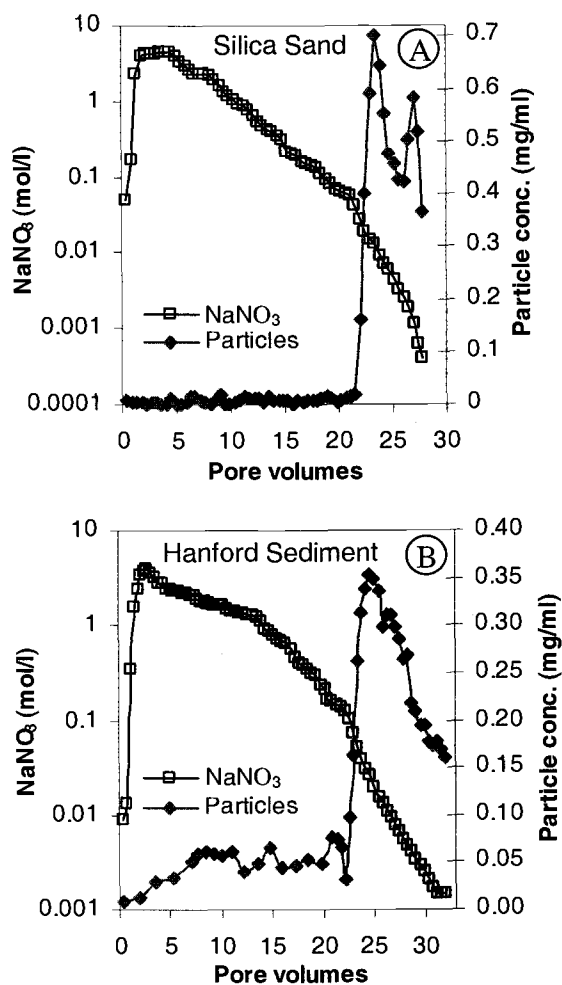 Silica Sand
A
NaNO₃ (mol/l)
10
1
0.1
0.01
0.001
0.0001
Particle conc. (mg/ml)
0.7
0.6
0.5
0.4
0.3
0.2
0.1
0
NaNO₃
Particles
0 5 10 15 20 25 30
Pore volumes
Hanford Sediment
B
NaNO₃ (mol/l)
10
1
0.1
0.01
0.001
Particle conc. (mg/ml)
0.40
0.35
0.30
0.25
0.20
0.15
0.10
0.05
0.00
NaNO₃
Particles
0 5 10 15 20 25 30
Pore volumes